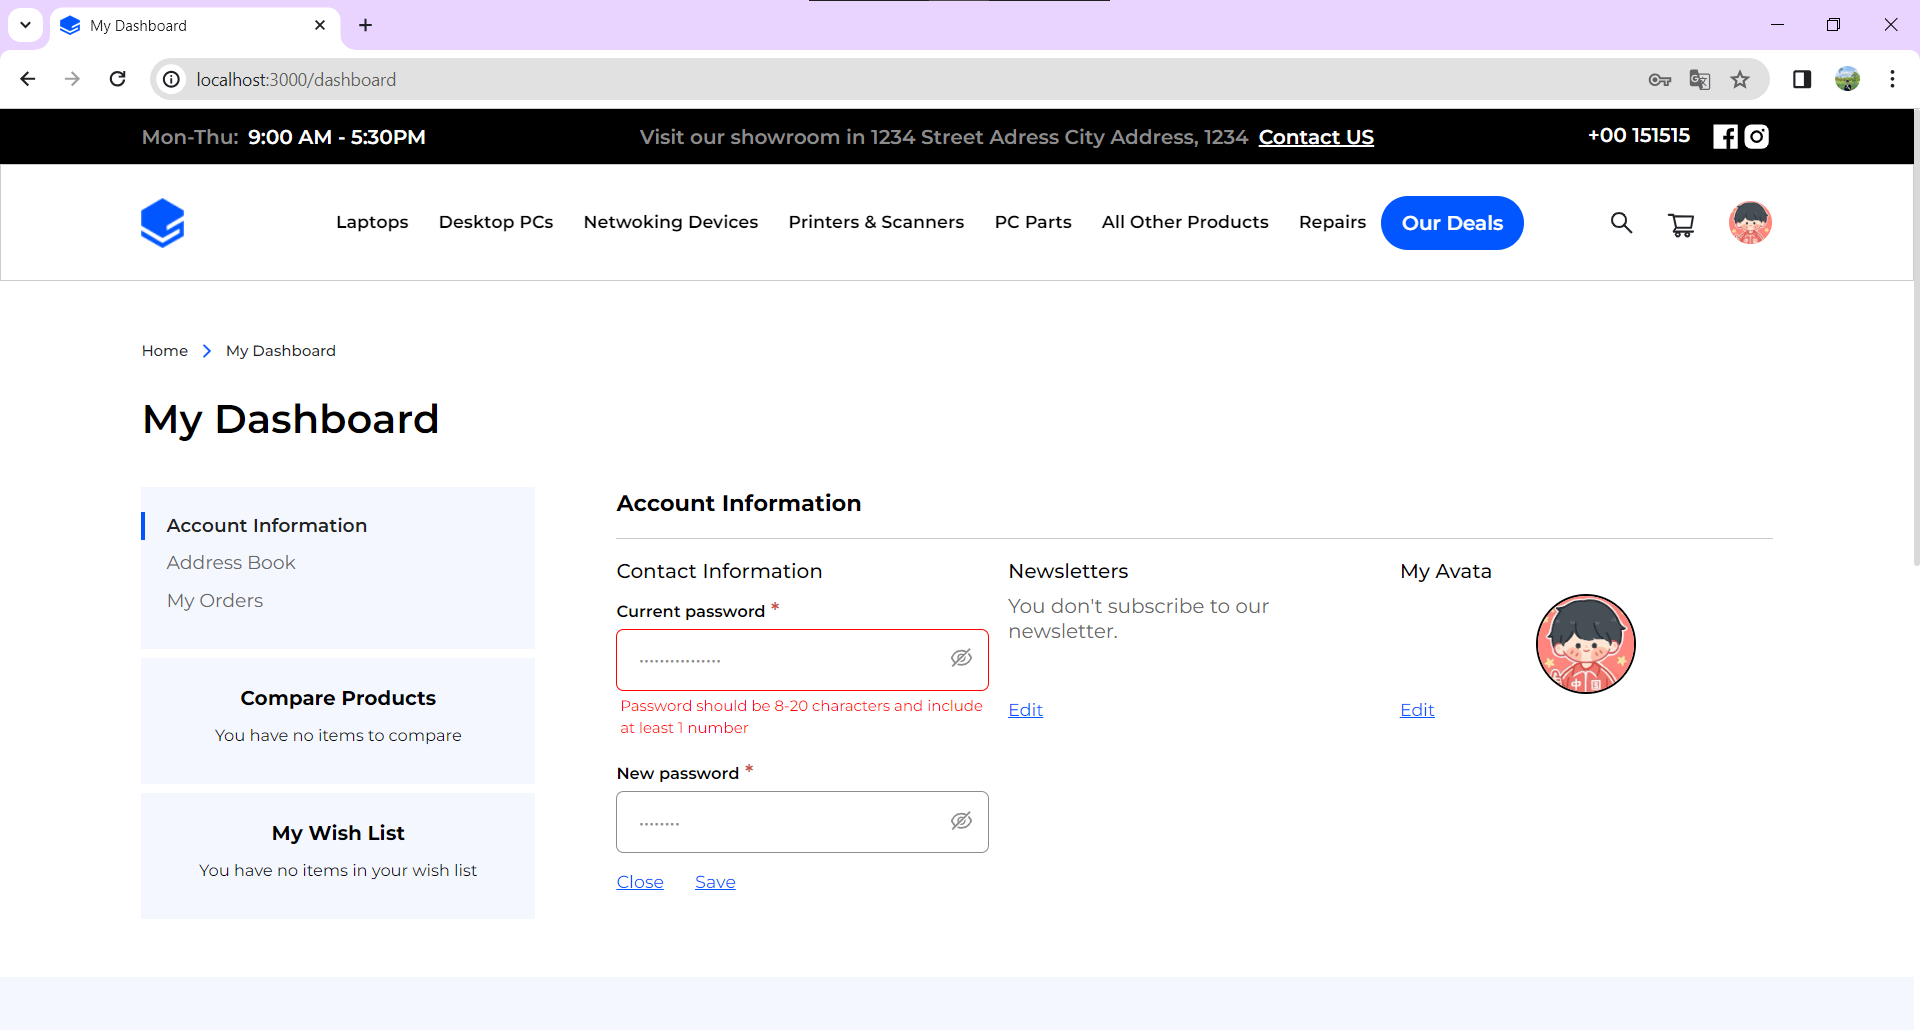 My Dashboard
localhost:3000/dashboard
Mon-Thu: 9:00 AM - 5:30PM
Visit our showroom in 1234 Street Adress City Address, 1234 Contact US
+00 151515
Laptops
Desktop PCs
Netwoking Devices
Printers & Scanners
PC Parts
All Other Products
Repairs
Our Deals
Home
My Dashboard
My Dashboard
Account Information
Address Book
My Orders
Compare Products
You have no items to compare
My Wish List
You have no items in your wish list
Account Information
Contact Information
Current password *
Password should be 8-20 characters and include
at least 1 number
New password *
Close
Save
Newsletters
You don't subscribe to our
newsletter.
Edit
My Avata
中国
Edit